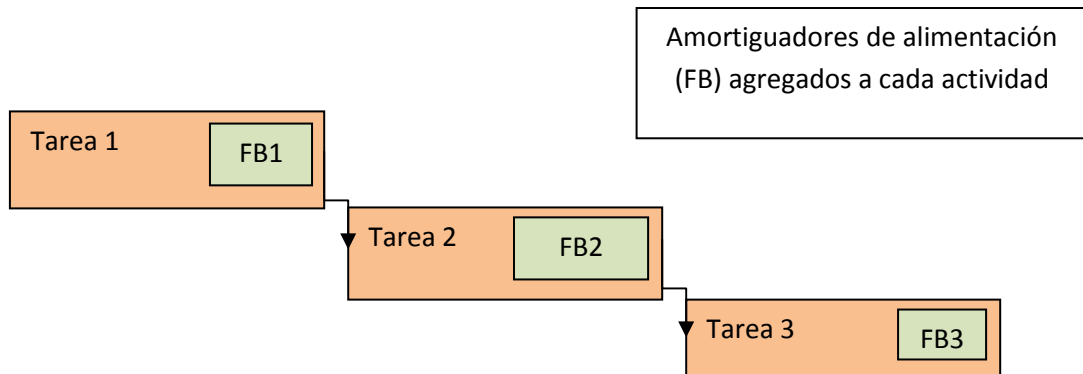 Amortiguadores de alimentación
(FB) agregados a cada actividad
Tarea 1
FB1
Tarea 2
FB2
Tarea 3
FB3